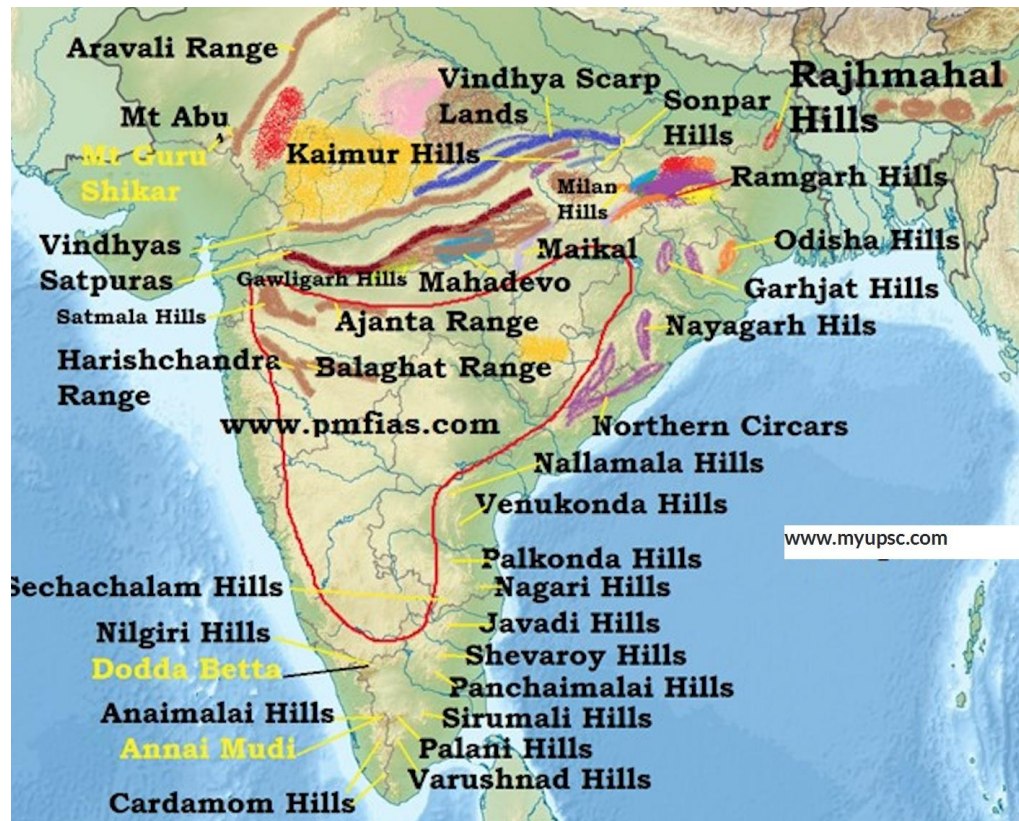 Aravali Range
Mt Abu
Mt Guru
Shikar
Vindhya Scarp
Lands
Sonpar
Hills
Rajhmahal
Hills
Kaimur Hills
Milan
Hills
Ramgarh Hills
Vindhyas
Satpuras
Gawligarh Hills
Mahadevo
Maikal
Odisha Hills
Garhjat Hills
Satmala Hills
Ajanta Range
Nayagarh Hils
Harishchandra
Range
Balaghat Range
www.pmfias.com
Northern Circars
Nallamala Hills
Venukonda Hills
www.myupsc.com
Palkonda Hills
Sechachalam Hills
Nagari Hills
Javadi Hills
Nilgiri Hills
Dodda Betta
Shevaroy Hills
Panchaimalai Hills
Anaimalai Hills
Sirumali Hills
Annai Mudi
Palani Hills
Varushnad Hills
Cardamom Hills